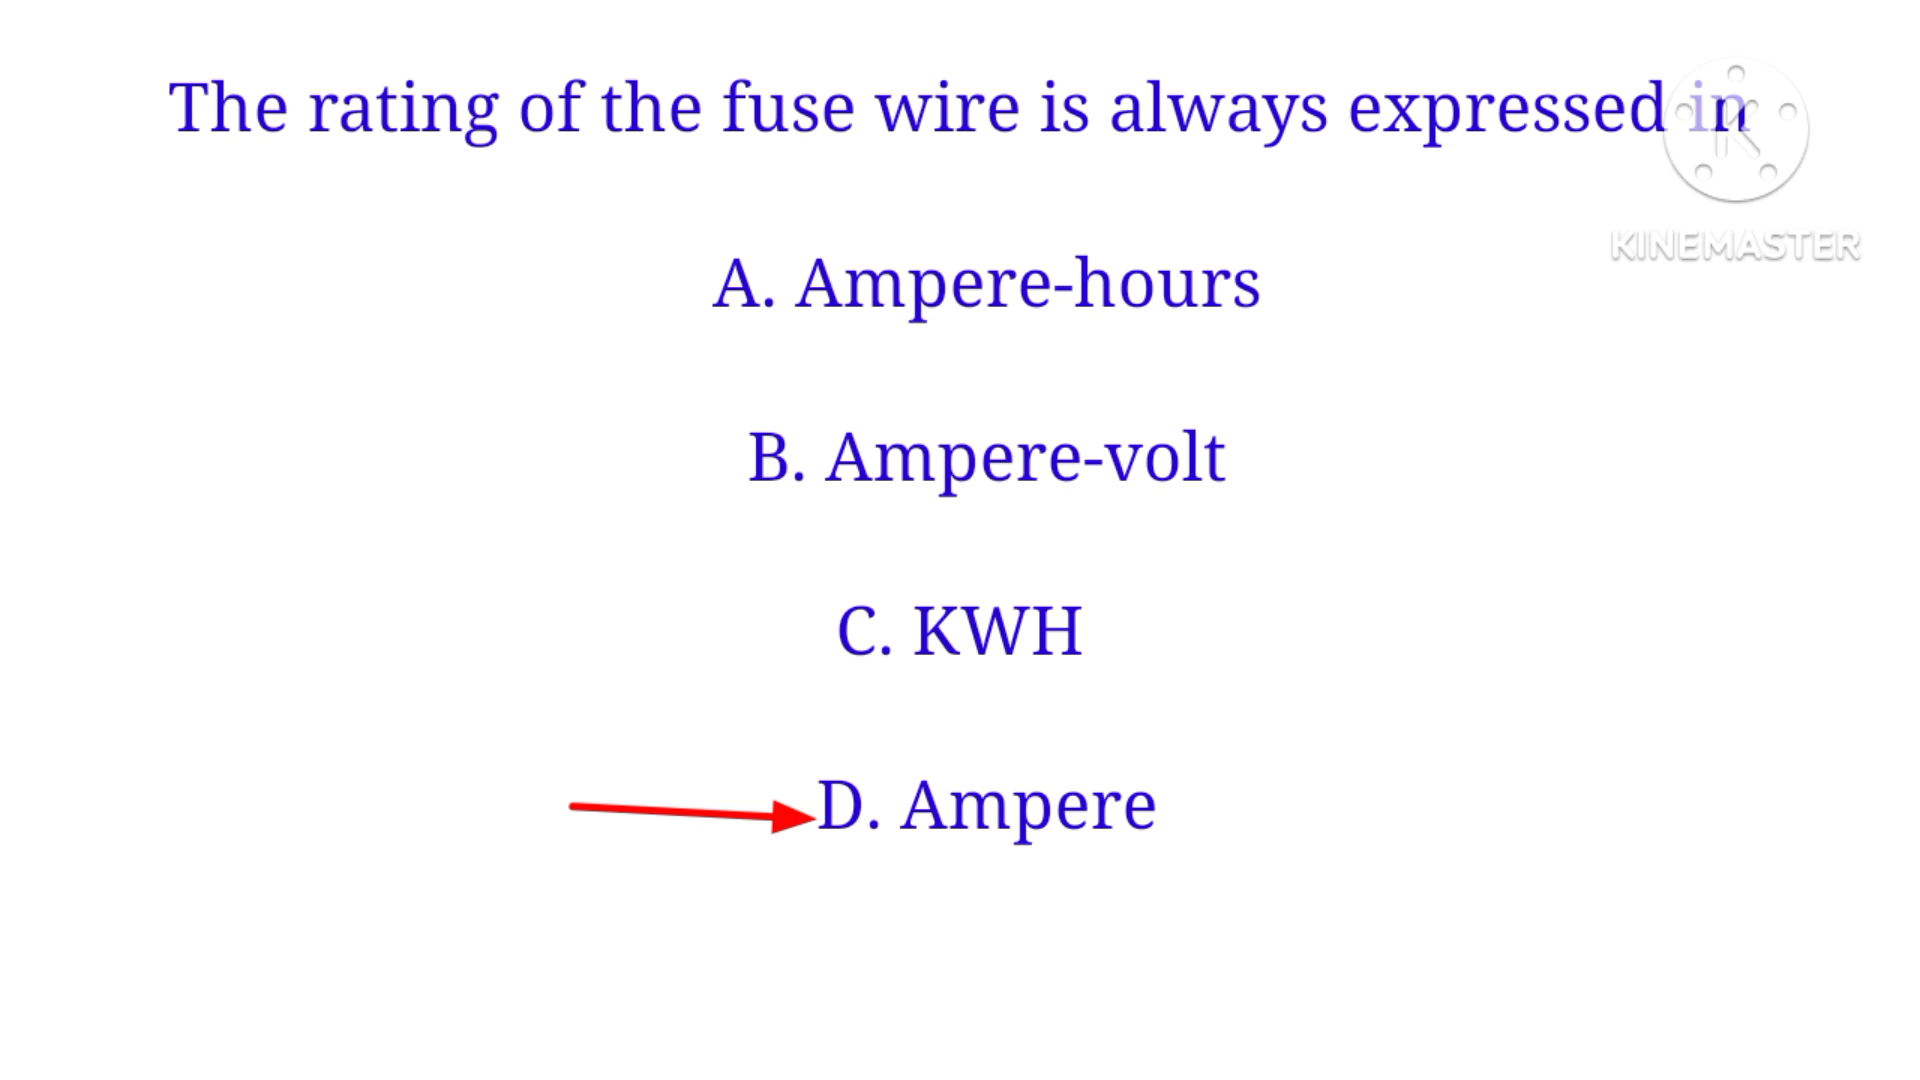 The rating of the fuse wire is always expressed in
KINEMASTER
A. Ampere-hours
B. Ampere-volt
C. KWH
D. Ampere